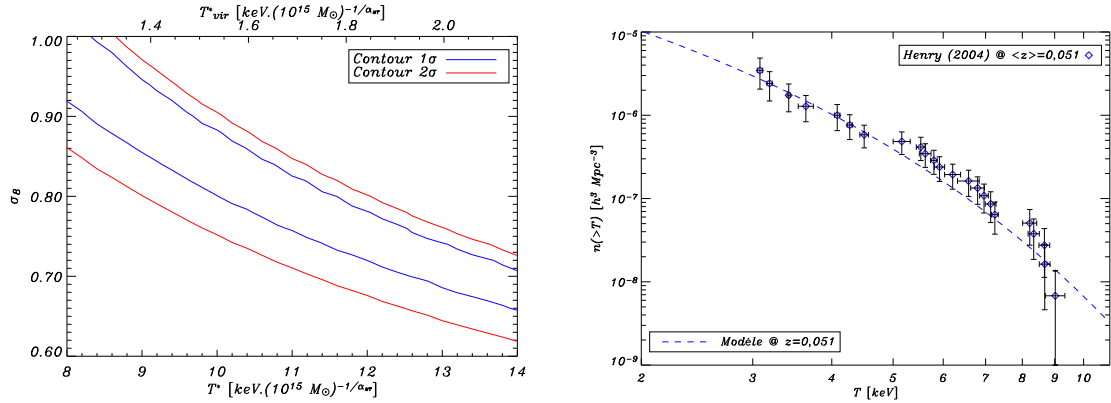 T*vir [keV.(10^15 M⊙)^-1/αMT]
1.4 1.6 1.8 2.0
1.00
0.90
0.80
0.70
0.60
σ8
Contour 1σ
Contour 2σ
8 9 10 11 12 13 14
T* [keV.(10^15 M⊙)^-1/αMT]
10^-5
10^-6
10^-7
10^-8
10^-9
n(>T) [h^3 Mpc^-3]
Henry (2004) @ <z>=0,051
Modèle @ z=0,051
2 3 4 5 6 7 8 9 10
T [keV]